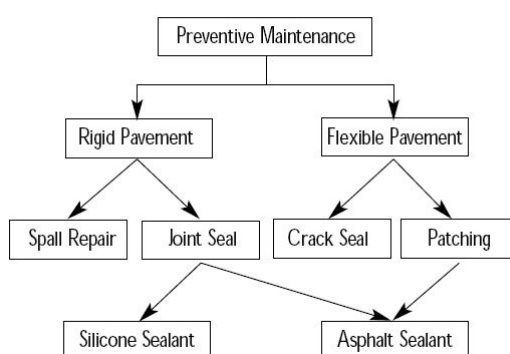 Preventive Maintenance
Rigid Pavement
Flexible Pavement
Spall Repair
Joint Seal
Crack Seal
Patching
Silicone Sealant
Asphalt Sealant